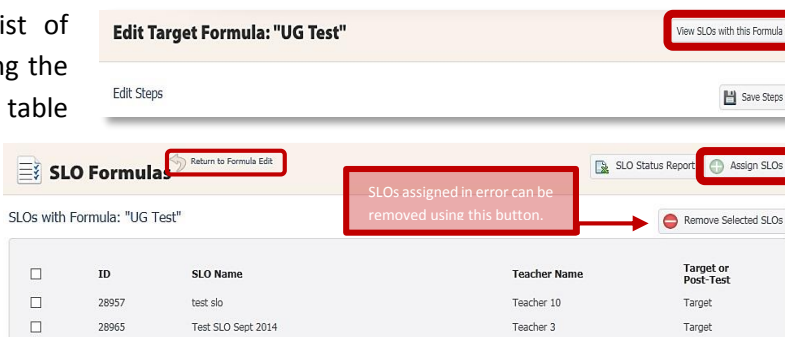 ist of
ng the
table
Edit Target Formula: "UG Test"
View SLOs with this Formula
Edit Steps
Save Steps
SLO Formulas
Return to Formula Edit
SLO Status Report
Assign SLOs
SLOs assigned in error can be
removed using this button.
SLOs with Formula: "UG Test"
Remove Selected SLOs
ID SLO Name Teacher Name Target or
Post-Test
28957 test slo Teacher 10 Target
28965 Test SLO Sept 2014 Teacher 3 Target